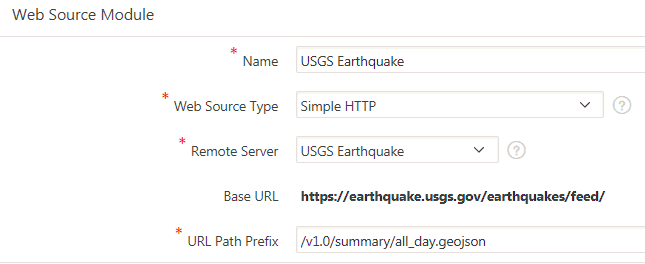 Web Source Module
* Name USGS Earthquake
* Web Source Type Simple HTTP ?
* Remote Server USGS Earthquake ?
Base URL https://earthquake.usgs.gov/earthquakes/feed/
* URL Path Prefix /v1.0/summary/all_day.geojson